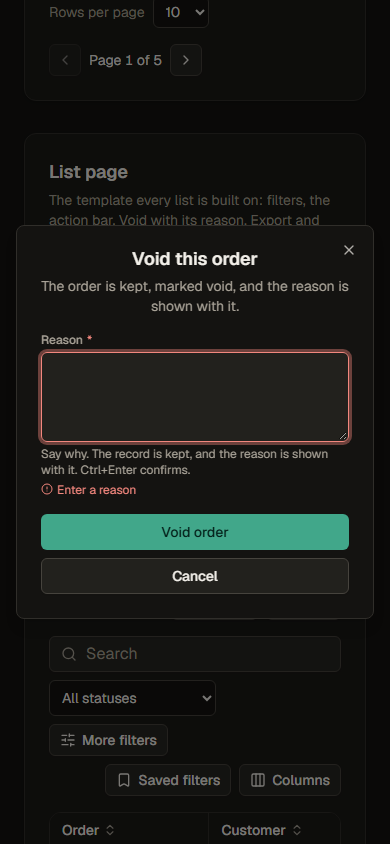 Rows per page 10
Page 1 of 5
List page
The template every list is built on: filters, the
action bar, Void with its reason, Export and
Void this order
The order is kept, marked void, and the reason is
shown with it.
Reason *
Say why. The record is kept, and the reason is shown
with it. Ctrl+Enter confirms.
Enter a reason
Void order
Cancel
Search
All statuses
More filters
Saved filters
Columns
Order
Customer